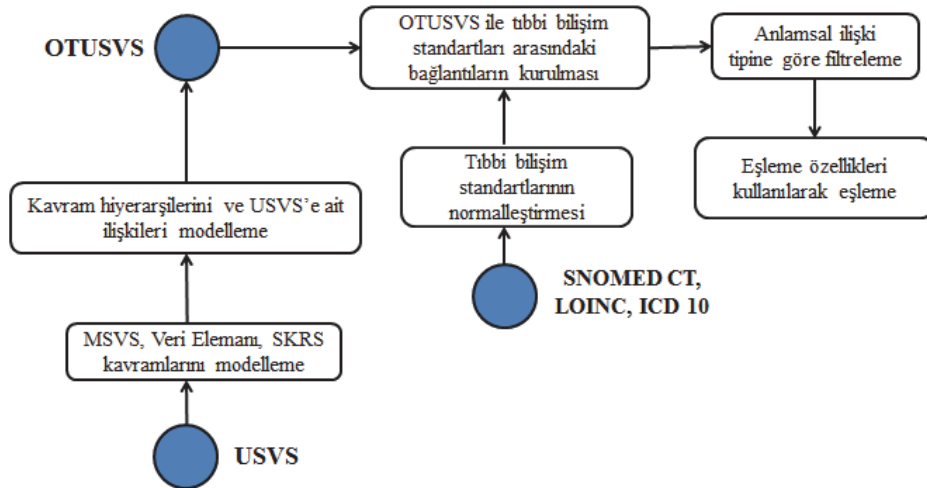 OTUSVS
OTUSVS ile tıbbi bilişim
standartları arasındaki
bağlantıların kurulması
Anlamsal ilişki
tipine göre filtreleme
Tıbbi bilişim
standartlarının
normalleştirmesi
Eşleme özellikleri
kullanılarak eşleme
Kavram hiyerarşilerini ve USVS’e ait
ilişkileri modelleme
SNOMED CT,
LOINC, ICD 10
MSVS, Veri Elemanı, SKRS
kavramlarını modelleme
USVS